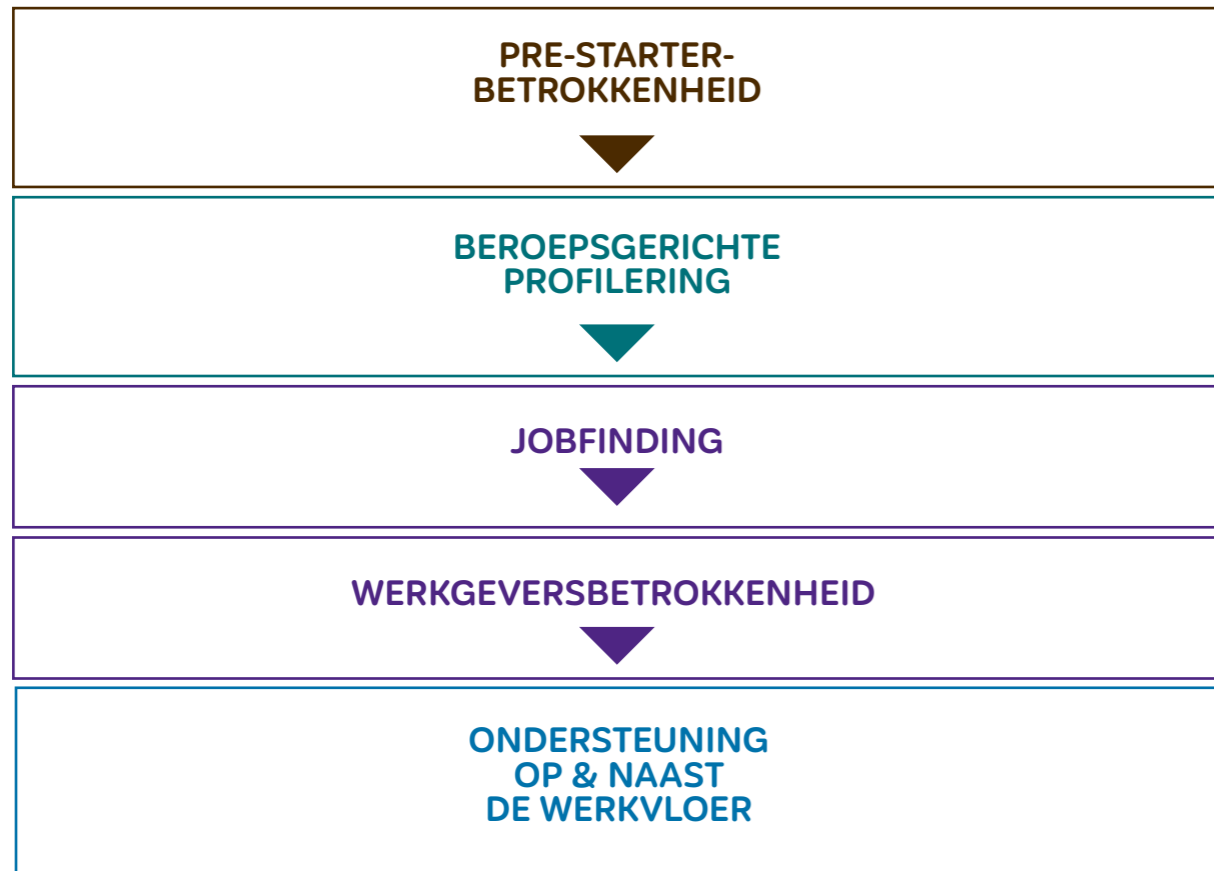 PRE-STARTER-
BETROKKENHEID
BEROEPSGERICHTE
PROFILERING
JOBFINDING
WERKGEVERSBETROKKENHEID
ONDERSTEUNING
OP & NAAST
DE WERKVLOER